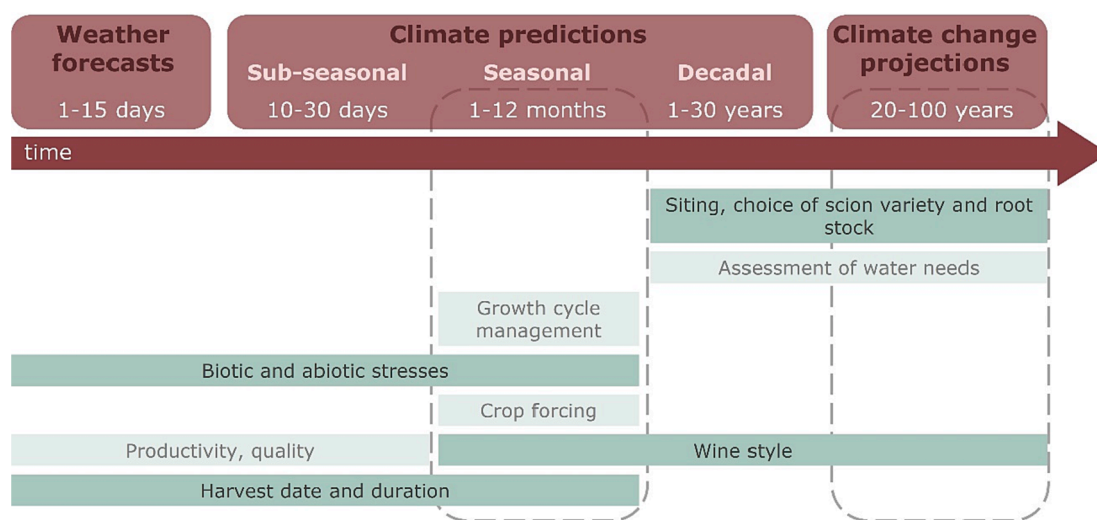 Weather
forecasts
1-15 days
Climate predictions
Sub-seasonal
10-30 days
Seasonal
1-12 months
Decadal
1-30 years
Climate change
projections
20-100 years
time
Siting, choice of scion variety and root
stock
Assessment of water needs
Growth cycle
management
Biotic and abiotic stresses
Crop forcing
Productivity, quality
Wine style
Harvest date and duration